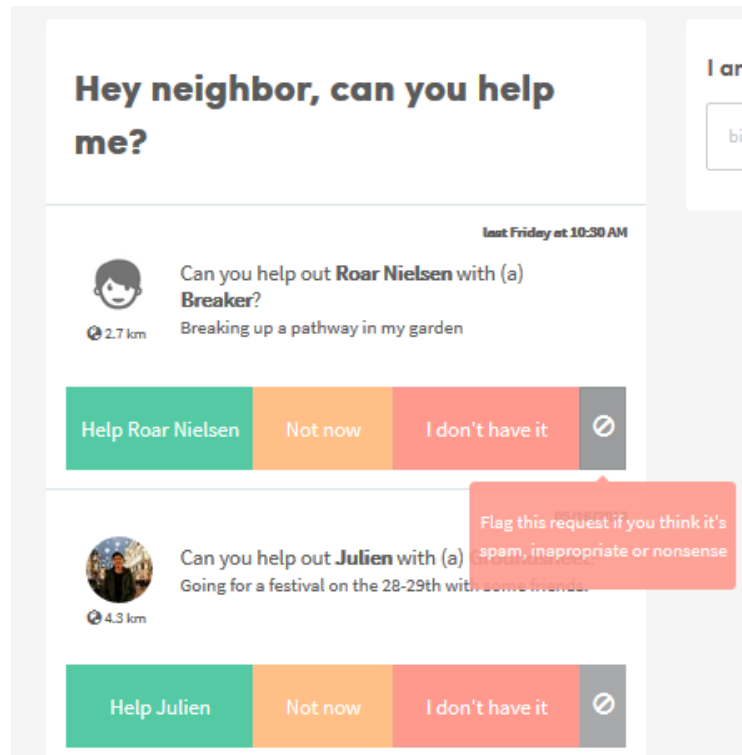 Hey neighbor, can you help
me?
I am
bi
last Friday at 10:30 AM
Can you help out Roar Nielsen with (a)
Breaker?
Breaking up a pathway in my garden
2.7 km
Help Roar Nielsen
Not now
I don't have it
Flag this request if you think it's
spam, inapropriate or nonsense
Can you help out Julien with (a) Groundsheet?
Going for a festival on the 28-29th with some friends.
4.3 km
Help Julien
Not now
I don't have it